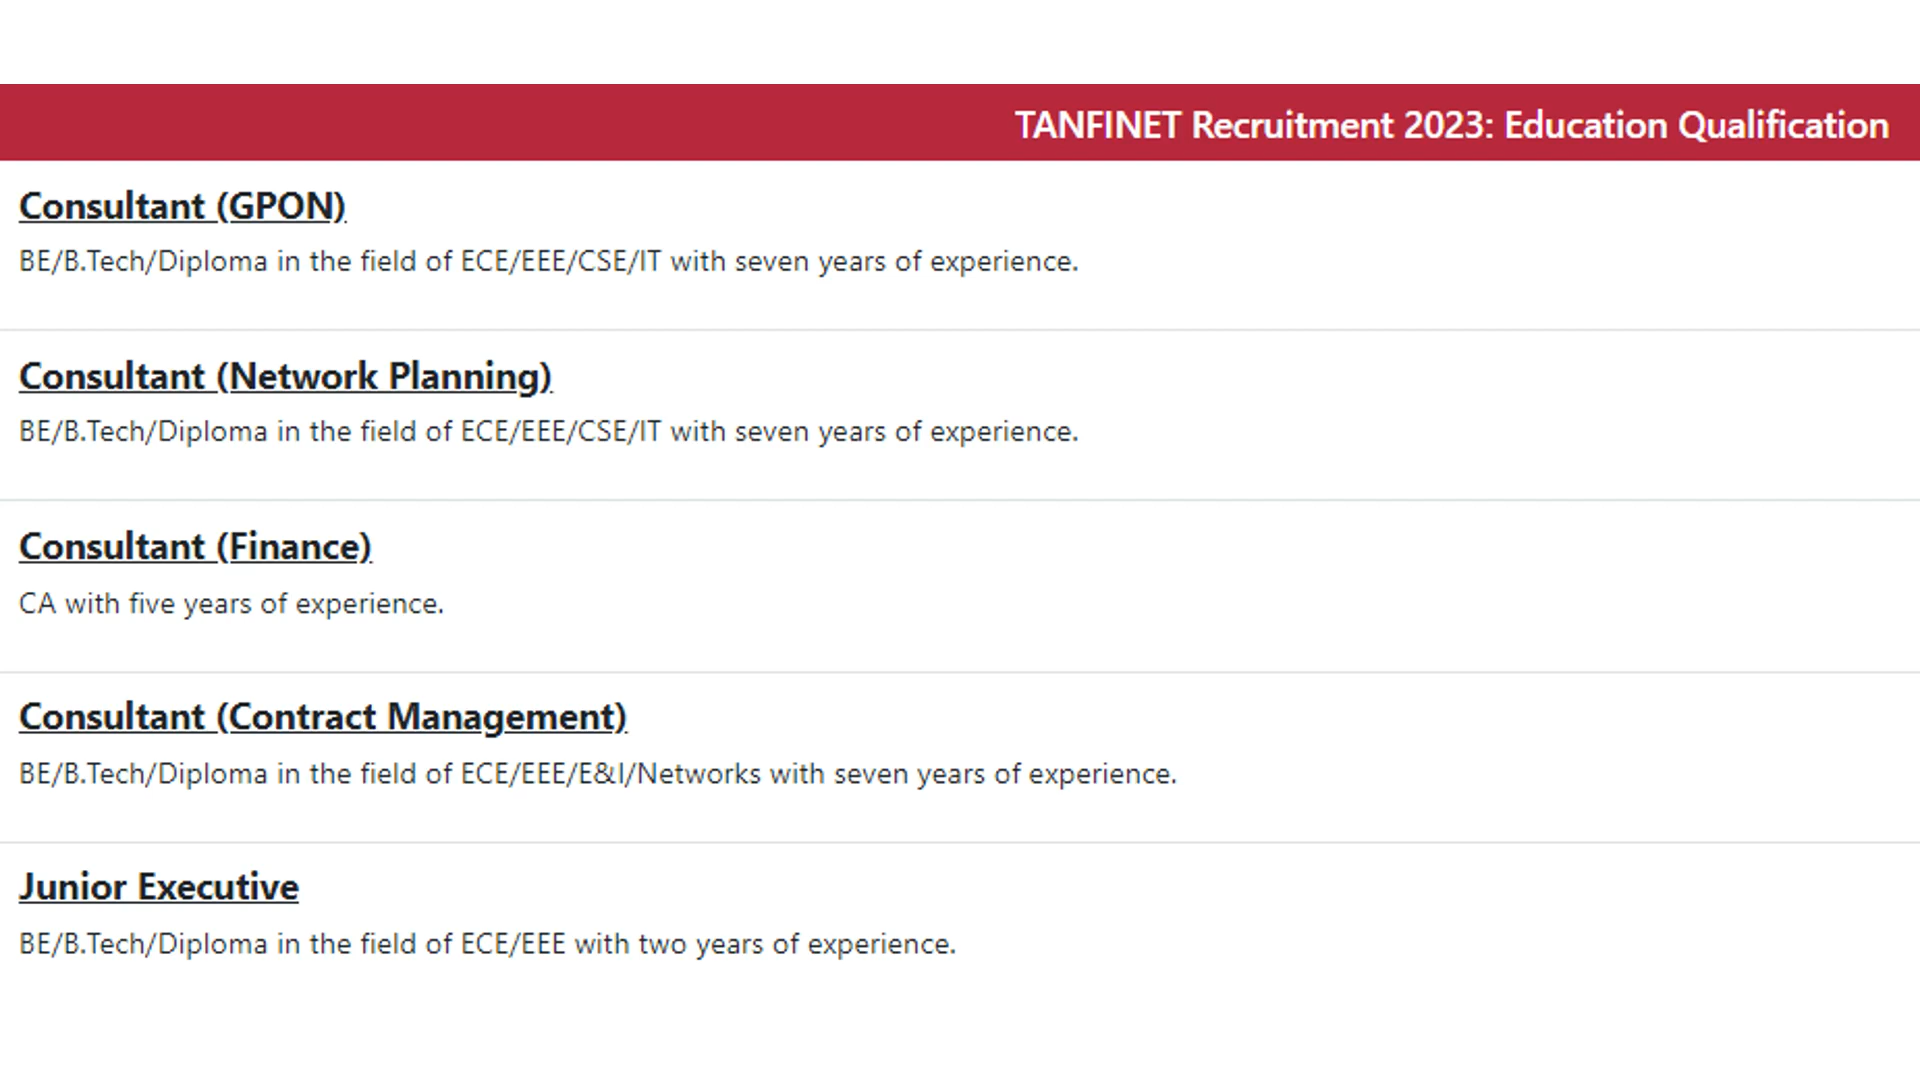 TANFINET Recruitment 2023: Education Qualification
Consultant (GPON)
BE/B.Tech/Diploma in the field of ECE/EEE/CSE/IT with seven years of experience.
Consultant (Network Planning)
BE/B.Tech/Diploma in the field of ECE/EEE/CSE/IT with seven years of experience.
Consultant (Finance)
CA with five years of experience.
Consultant (Contract Management)
BE/B.Tech/Diploma in the field of ECE/EEE/E&I/Networks with seven years of experience.
Junior Executive
BE/B.Tech/Diploma in the field of ECE/EEE with two years of experience.